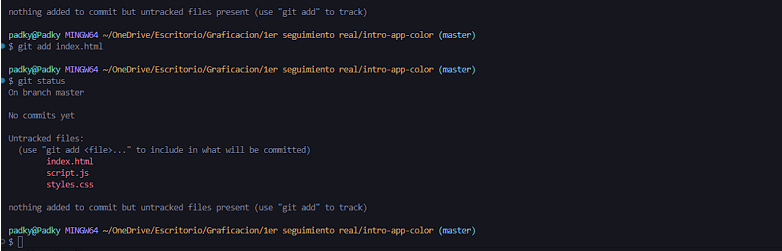 nothing added to commit but untracked files present (use "git add" to track)
padky@Padky MINGW64 ~/OneDrive/Escritorio/Graficacion/1er seguimiento real/intro-app-color (master)
$ git add index.html
padky@Padky MINGW64 ~/OneDrive/Escritorio/Graficacion/1er seguimiento real/intro-app-color (master)
$ git status
On branch master
No commits yet
Untracked files:
(use "git add <file>..." to include in what will be committed)
index.html
script.js
styles.css
nothing added to commit but untracked files present (use "git add" to track)
padky@Padky MINGW64 ~/OneDrive/Escritorio/Graficacion/1er seguimiento real/intro-app-color (master)
$